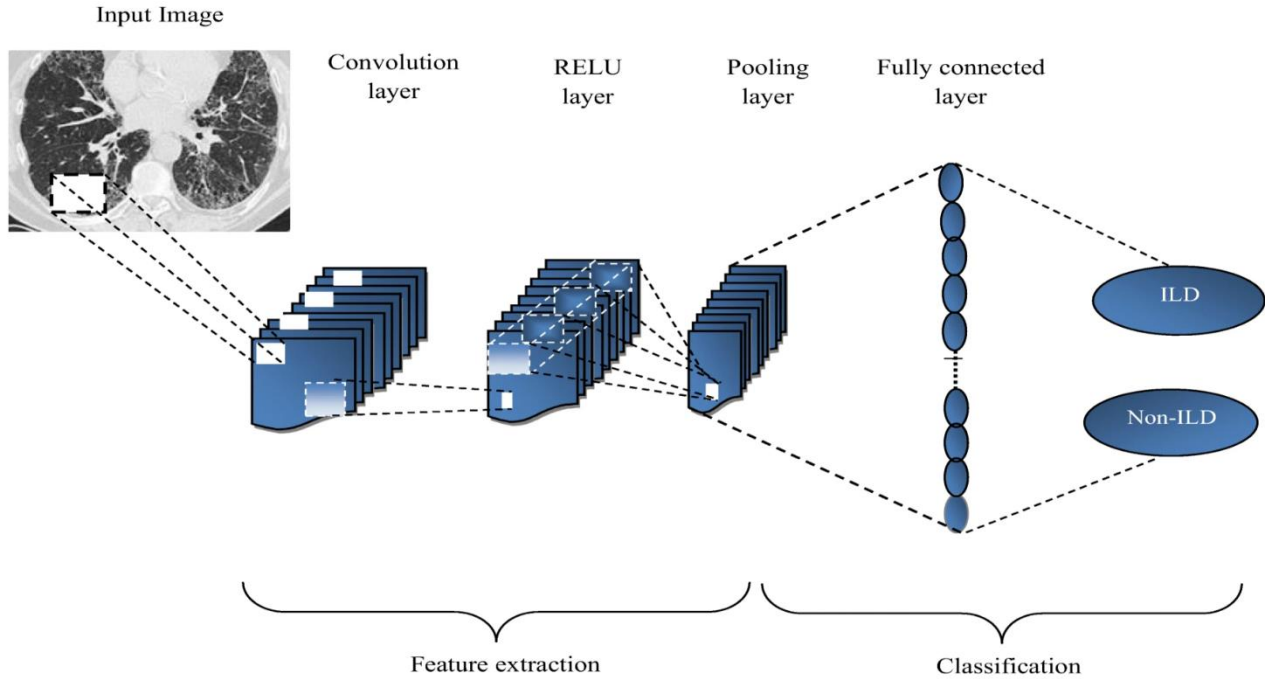 Input Image
Convolution
layer
RELU
layer
Pooling
layer
Fully connected
layer
ILD
Non-ILD
Feature extraction
Classification